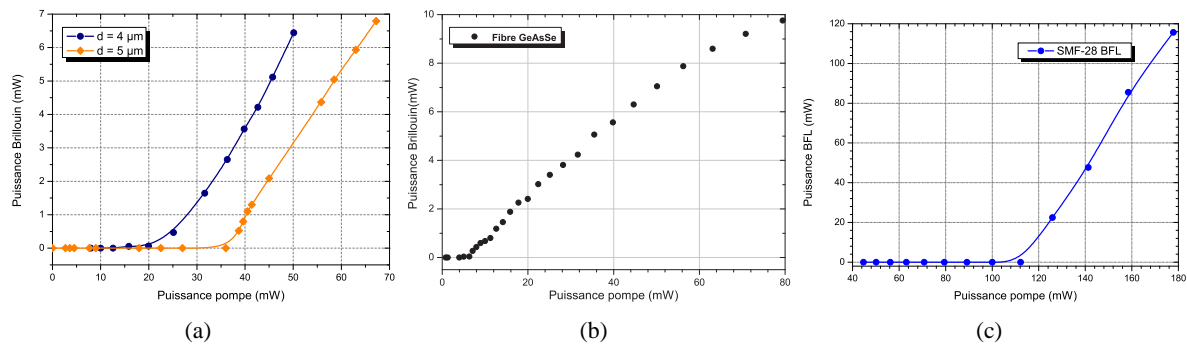 7
6
5
4
3
2
1
0
Puissance Brillouin (mW)
d = 4 µm
d = 5 µm
0 10 20 30 40 50 60 70
Puissance pompe (mW)
(a)
10
8
6
4
2
0
Puissance Brillouin(mW)
Fibre GeAsSe
0 20 40 60 80
Puissance pompe (mW)
(b)
120
100
80
60
40
20
0
Puissance BFL (mW)
SMF-28 BFL
40 60 80 100 120 140 160 180
Puissance pompe (mW)
(c)